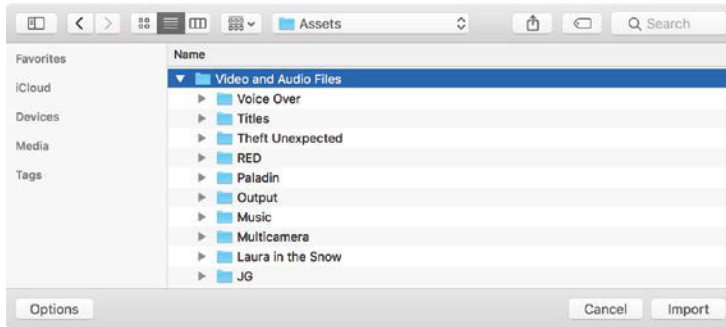 Assets
Search
Favorites
iCloud
Devices
Media
Tags
Name
Video and Audio Files
Voice Over
Titles
Theft Unexpected
RED
Paladin
Output
Music
Multicamera
Laura in the Snow
JG
Options
Cancel
Import